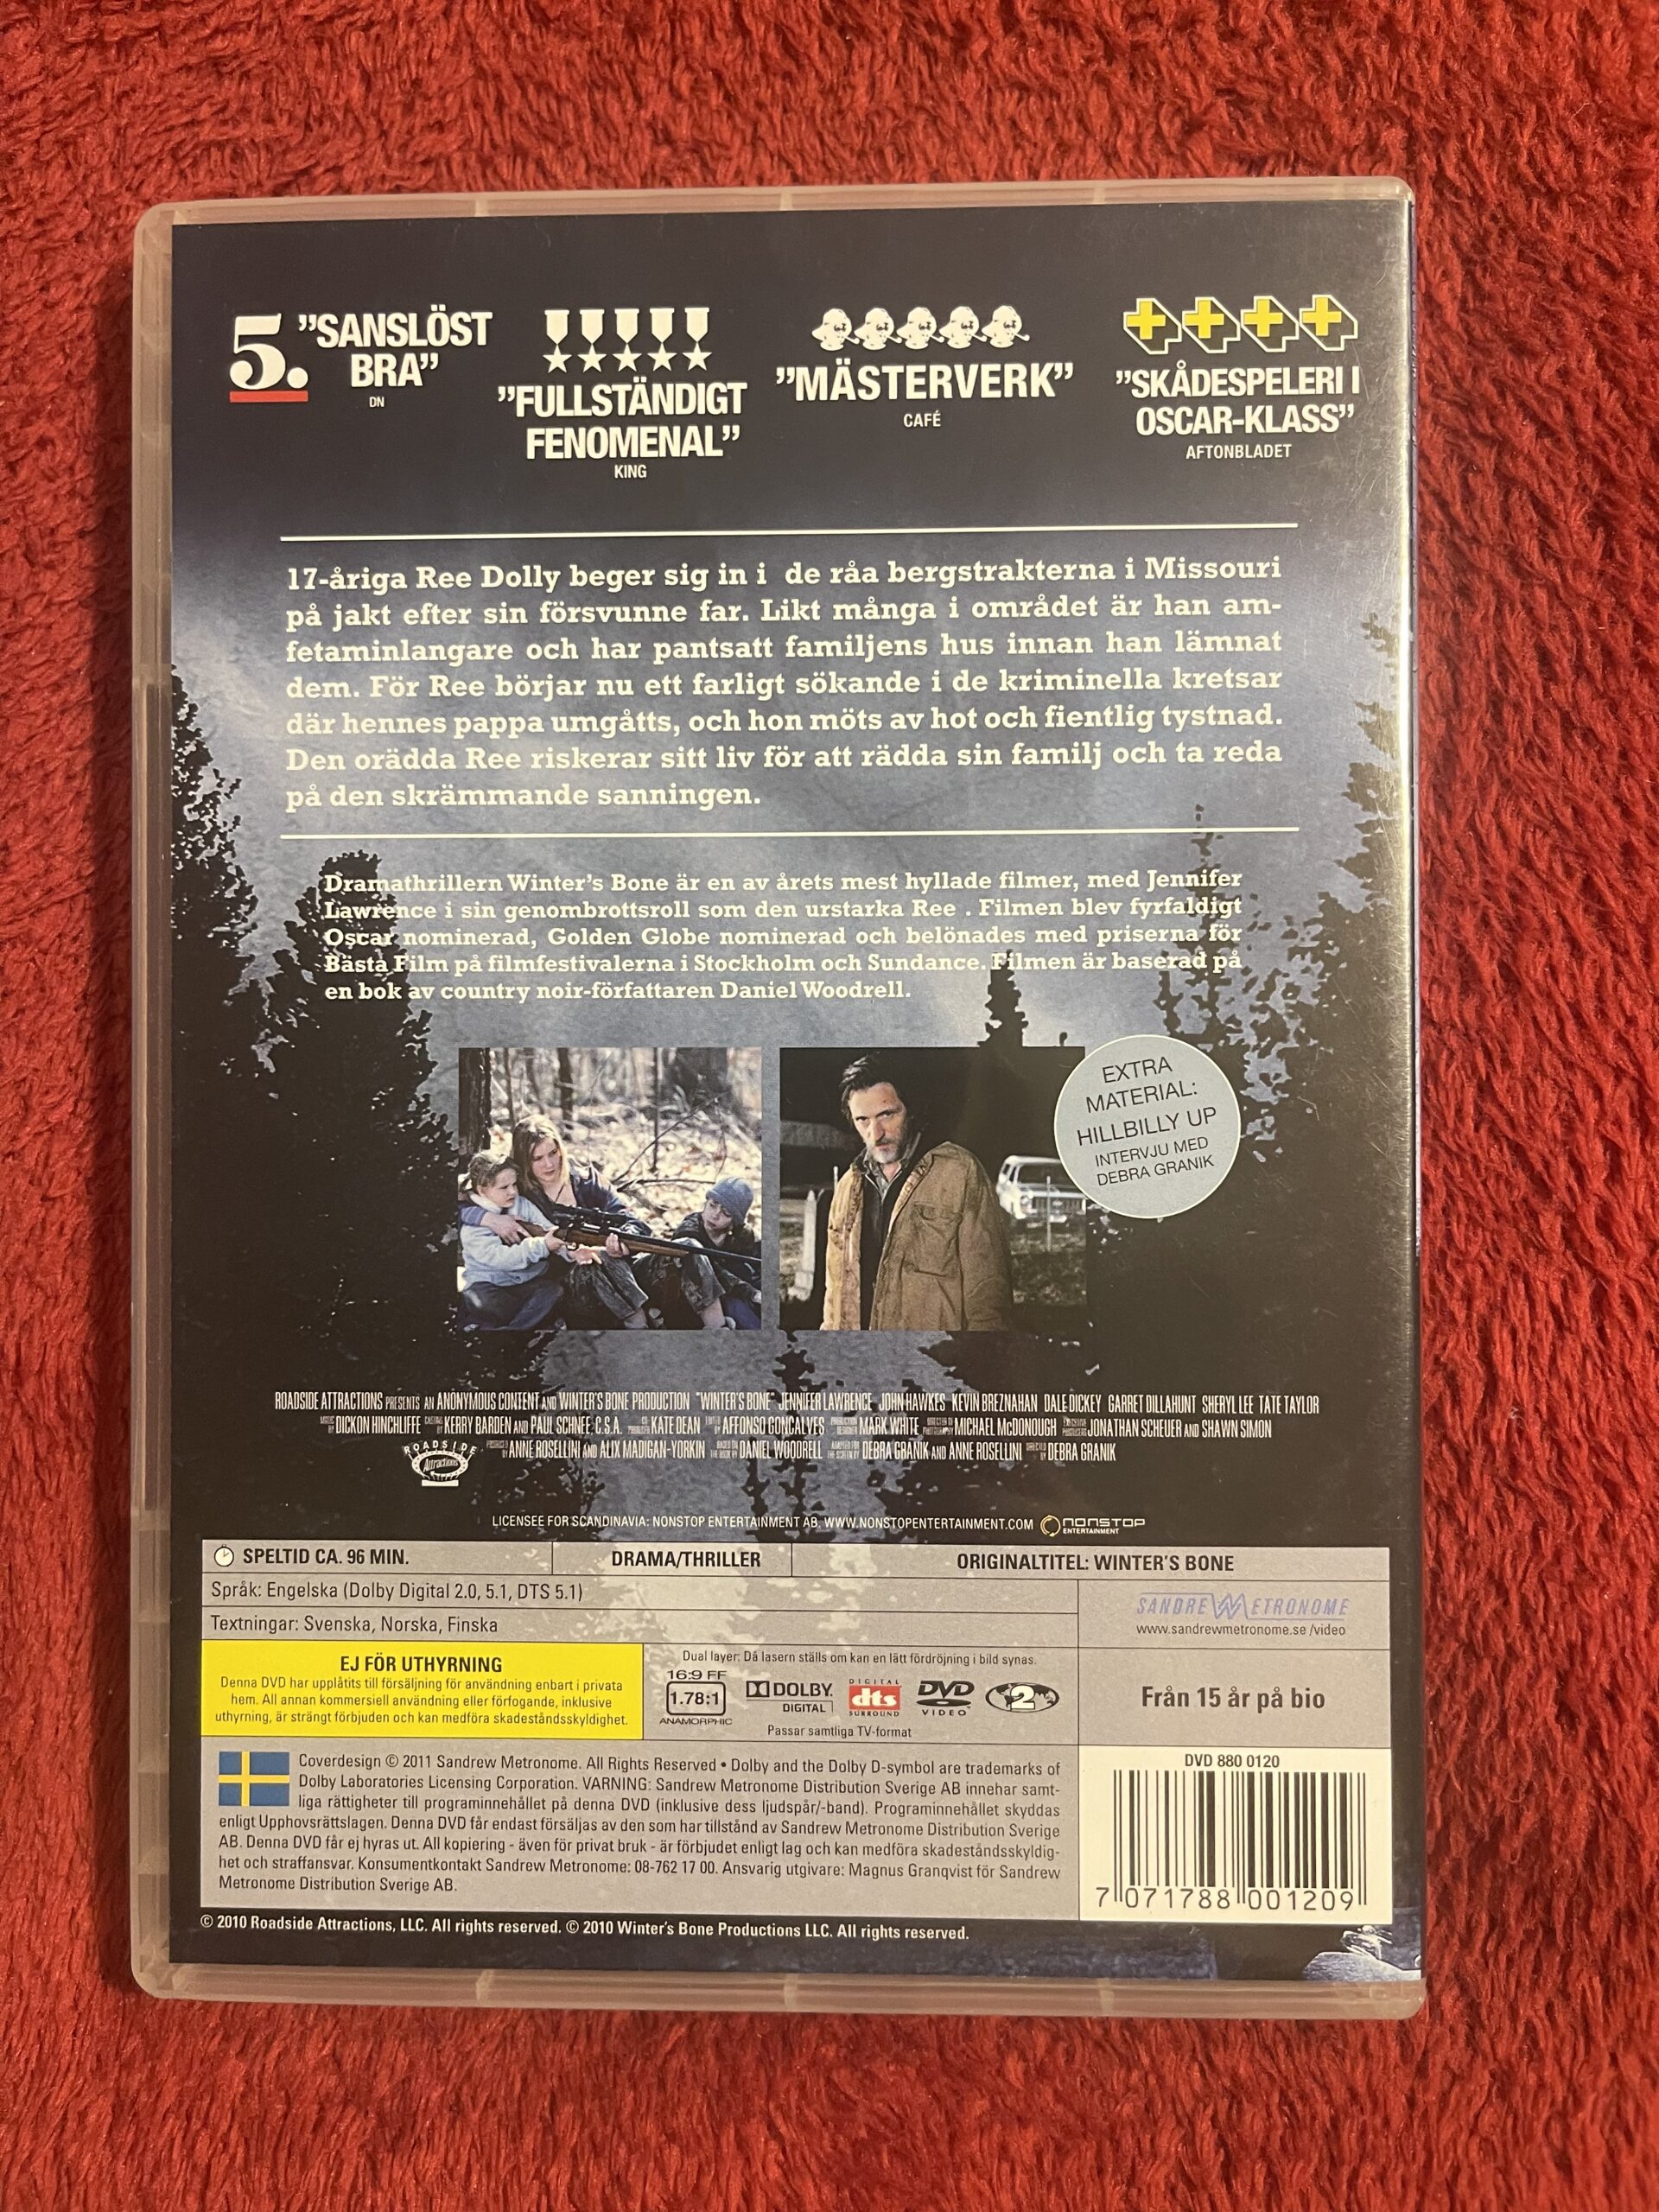 5. "SANSLÖST
BRA"
DN
"FULLSTÄNDIGT
FENOMENAL"
KING
"MÄSTERVERK"
CAFÉ
"SKÅDESPELERI I
OSCAR-KLASS"
AFTONBLADET
17-åriga Ree Dolly beger sig in i de råa bergstrakterna i Missouri
på jakt efter sin försvunne far. Likt många i området är han am-
fetaminlangare och har pantsatt familjens hus innan han lämnat
dem. För Ree börjar nu ett farligt sökande i de kriminella kretsar
där hennes pappa umgåtts, och hon möts av hot och fientlig tystnad.
Den orädda Ree riskerar sitt liv för att rädda sin familj och ta reda
på den skrämmande sanningen.
Dramathrillern Winter's Bone är en av årets mest hyllade filmer, med Jennifer
Lawrence i sin genombrottsroll som den urstarka Ree . Filmen blev fyrfaldigt
Oscar nominerad, Golden Globe nominerad och belönades med priserna för
Bästa Film på filmfestivalerna i Stockholm och Sundance. Filmen är baserad på
en bok av country noir-författaren Daniel Woodrell.
EXTRA
MATERIAL:
HILLBILLY UP
INTERVJU MED
DEBRA GRANIK
ROADSIDE ATTRACTIONS PRESENTS AN ANONYMOUS CONTENT AND WINTER'S BONE PRODUCTION "WINTER'S BONE" JENNIFER LAWRENCE JOHN HAWKES KEVIN BREZNAHAN DALE DICKEY GARRET DILLAHUNT SHERYL LEE TATE TAYLOR
DICKON HINCHLIFFE KERRY BARDEN AND PAUL SCHNEE, C.S.A. KATE DEAN AFFONSO GONÇALVES MARK WHITE MICHAEL McDONOUGH JONATHAN SCHEUER AND SHAWN SIMON
ANNE ROSELLINI AND ALIX MADIGAN-YORKIN DANIEL WOODRELL DEBRA GRANIK AND ANNE ROSELLINI DEBRA GRANIK
ROADSIDE
Attractions
LICENSEE FOR SCANDINAVIA: NONSTOP ENTERTAINMENT AB. WWW.NONSTOPENTERTAINMENT.COM NONSTOP
ENTERTAINMENT
SPELTID CA. 96 MIN. DRAMA/THRILLER ORIGINALTITEL: WINTER'S BONE
Språk: Engelska (Dolby Digital 2.0, 5.1, DTS 5.1)
Textningar: Svenska, Norska, Finska
SANDREW METRONOME
www.sandrewmetronome.se /video
EJ FÖR UTHYRNING
Denna DVD har upplåtits till försäljning för användning enbart i privata
hem. All annan kommersiell användning eller förfogande, inklusive
uthyrning, är strängt förbjuden och kan medföra skadeståndsskyldighet.
Dual layer: Då lasern ställs om kan en lätt fördröjning i bild synas.
16:9 FF
1.78:1
ANAMORPHIC
DOLBY
DIGITAL
DIGITAL
dts
SURROUND
DVD
VIDEO
2
Passar samtliga TV-format
Från 15 år på bio
Coverdesign © 2011 Sandrew Metronome. All Rights Reserved • Dolby and the Dolby D-symbol are trademarks of
Dolby Laboratories Licensing Corporation. VARNING: Sandrew Metronome Distribution Sverige AB innehar samt-
liga rättigheter till programinnehållet på denna DVD (inklusive dess ljudspår/-band). Programinnehållet skyddas
enligt Upphovsrättslagen. Denna DVD får endast försäljas av den som har tillstånd av Sandrew Metronome Distribution Sverige
AB. Denna DVD får ej hyras ut. All kopiering - även för privat bruk - är förbjudet enligt lag och kan medföra skadeståndsskyldig-
het och straffansvar. Konsumentkontakt Sandrew Metronome: 08-762 17 00. Ansvarig utgivare: Magnus Granqvist för Sandrew
Metronome Distribution Sverige AB.
DVD 880 0120
7 071788 001209
© 2010 Roadside Attractions, LLC. All rights reserved. © 2010 Winter's Bone Productions LLC. All rights reserved.